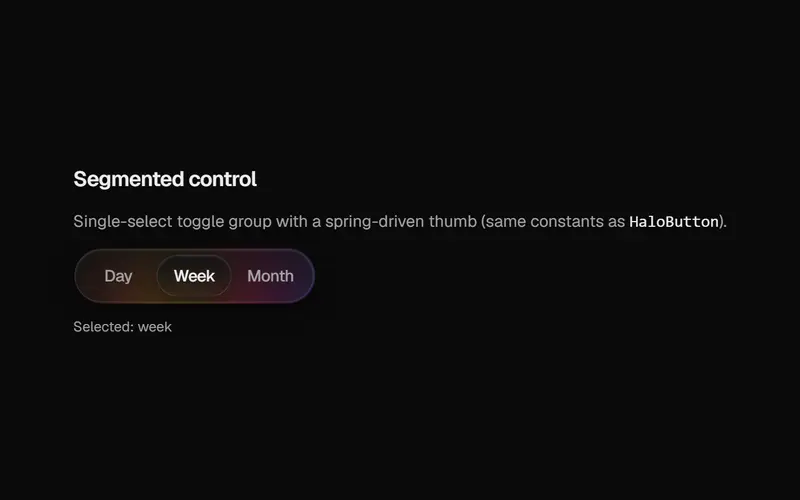 Segmented control
Single-select toggle group with a spring-driven thumb (same constants as HaloButton).
Day Week Month
Selected: week